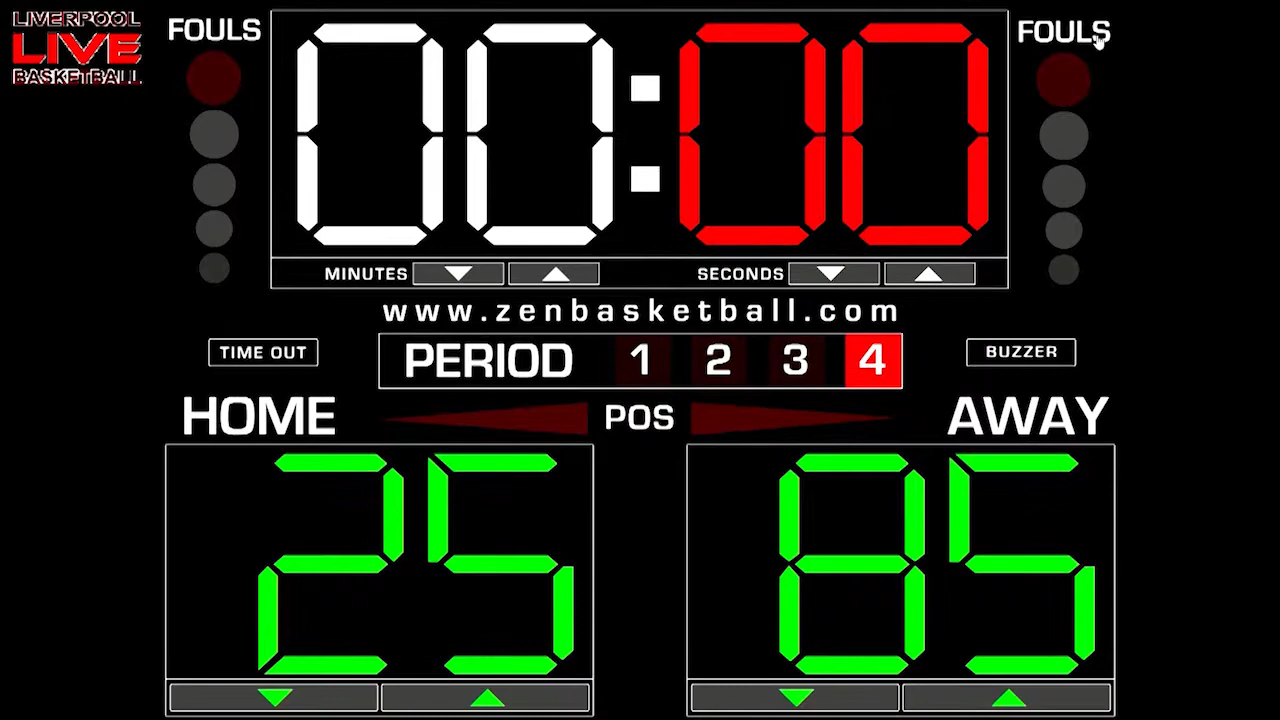 LIVERPOOL
LIVE
BASKETBALL
FOULS
00:00
FOULS
MINUTES
SECONDS
www.zenbasketball.com
TIME OUT
PERIOD 1 2 3 4
BUZZER
HOME
POS
AWAY
25
85